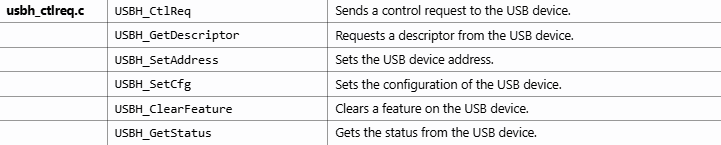 usbh_ctlreq.c USBH_CtlReq Sends a control request to the USB device.
USBH_GetDescriptor Requests a descriptor from the USB device.
USBH_SetAddress Sets the USB device address.
USBH_SetCfg Sets the configuration of the USB device.
USBH_ClearFeature Clears a feature on the USB device.
USBH_GetStatus Gets the status from the USB device.